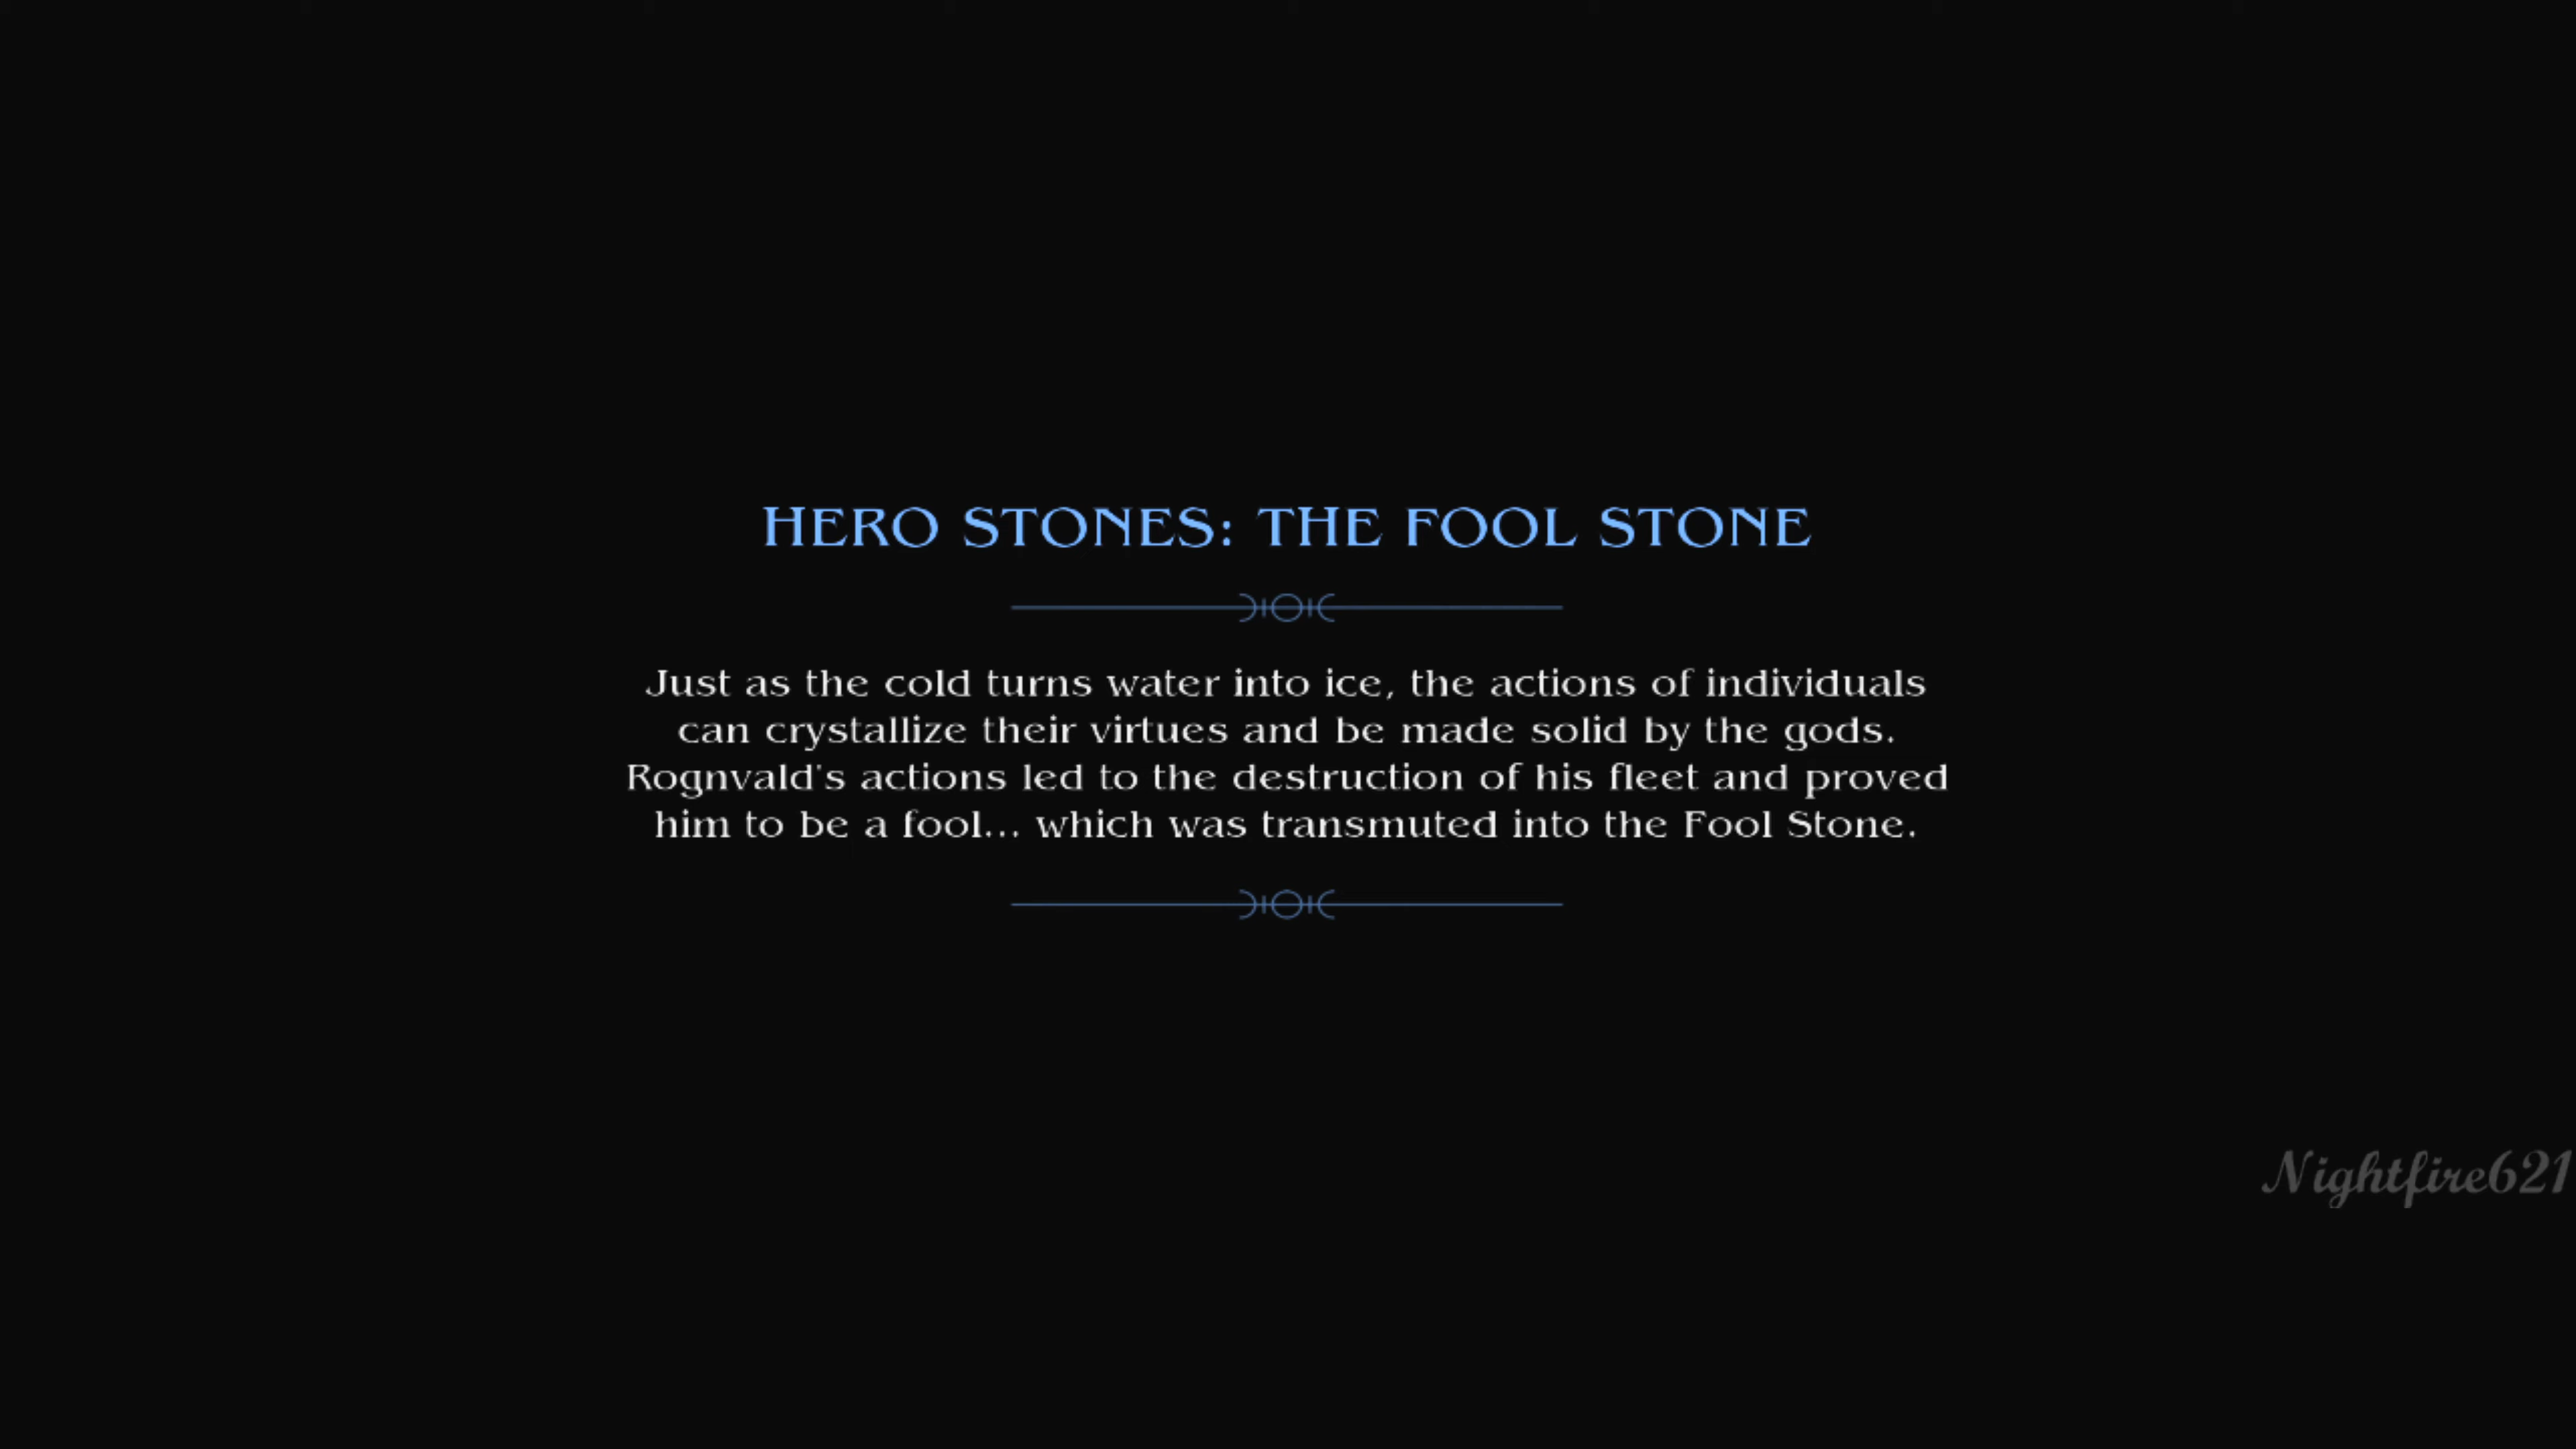 HERO STONES: THE FOOL STONE
Just as the cold turns water into ice, the actions of individuals
can crystallize their virtues and be made solid by the gods.
Rognvald's actions led to the destruction of his fleet and proved
him to be a fool... which was transmuted into the Fool Stone.
Nightfire621